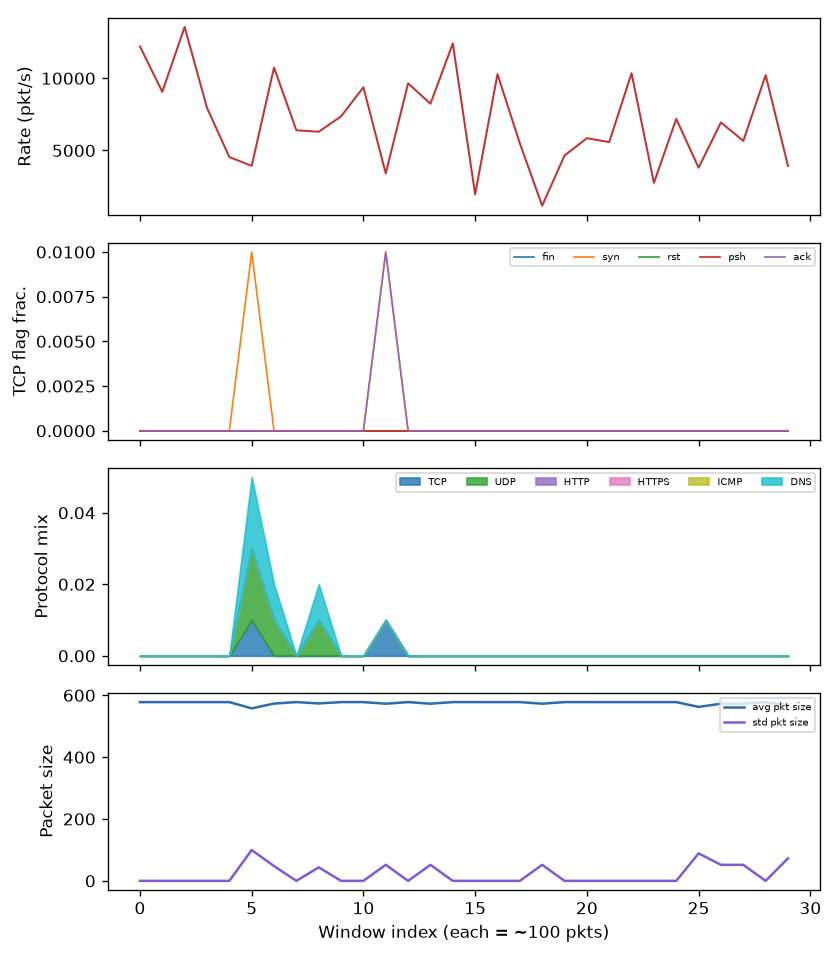 Rate (pkt/s)
10000
5000
TCP flag frac.
0.0100
0.0075
0.0050
0.0025
0.0000
fin syn rst psh ack
Protocol mix
0.04
0.02
0.00
TCP UDP HTTP HTTPS ICMP DNS
Packet size
600
400
200
0
avg pkt size
std pkt size
0 5 10 15 20 25 30
Window index (each = ~100 pkts)